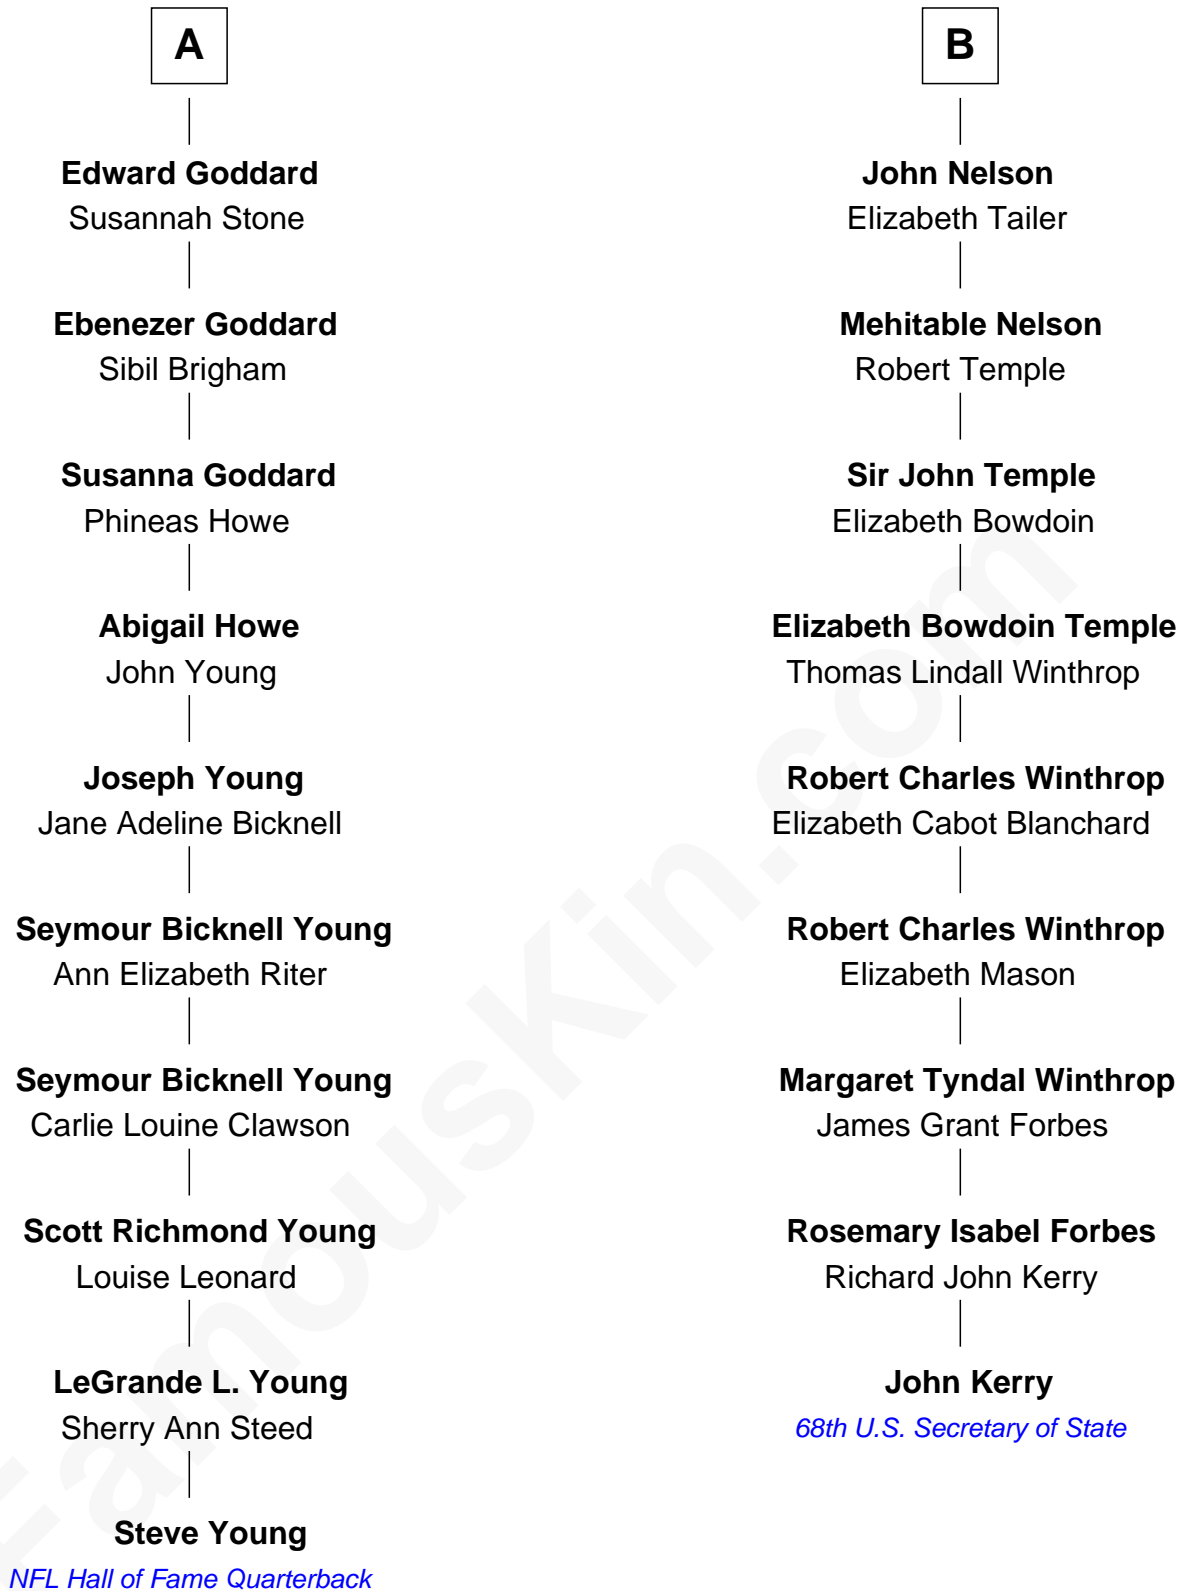 A
Edward Goddard
Susannah Stone
Ebenezer Goddard
Sibil Brigham
Susanna Goddard
Phineas Howe
Abigail Howe
John Young
Joseph Young
Jane Adeline Bicknell
Seymour Bicknell Young
Ann Elizabeth Riter
Seymour Bicknell Young
Carlie Louine Clawson
Scott Richmond Young
Louise Leonard
LeGrande L. Young
Sherry Ann Steed
Steve Young
NFL Hall of Fame Quarterback
B
John Nelson
Elizabeth Tailer
Mehitable Nelson
Robert Temple
Sir John Temple
Elizabeth Bowdoin
Elizabeth Bowdoin Temple
Thomas Lindall Winthrop
Robert Charles Winthrop
Elizabeth Cabot Blanchard
Robert Charles Winthrop
Elizabeth Mason
Margaret Tyndal Winthrop
James Grant Forbes
Rosemary Isabel Forbes
Richard John Kerry
John Kerry
68th U.S. Secretary of State
FamousKin.com